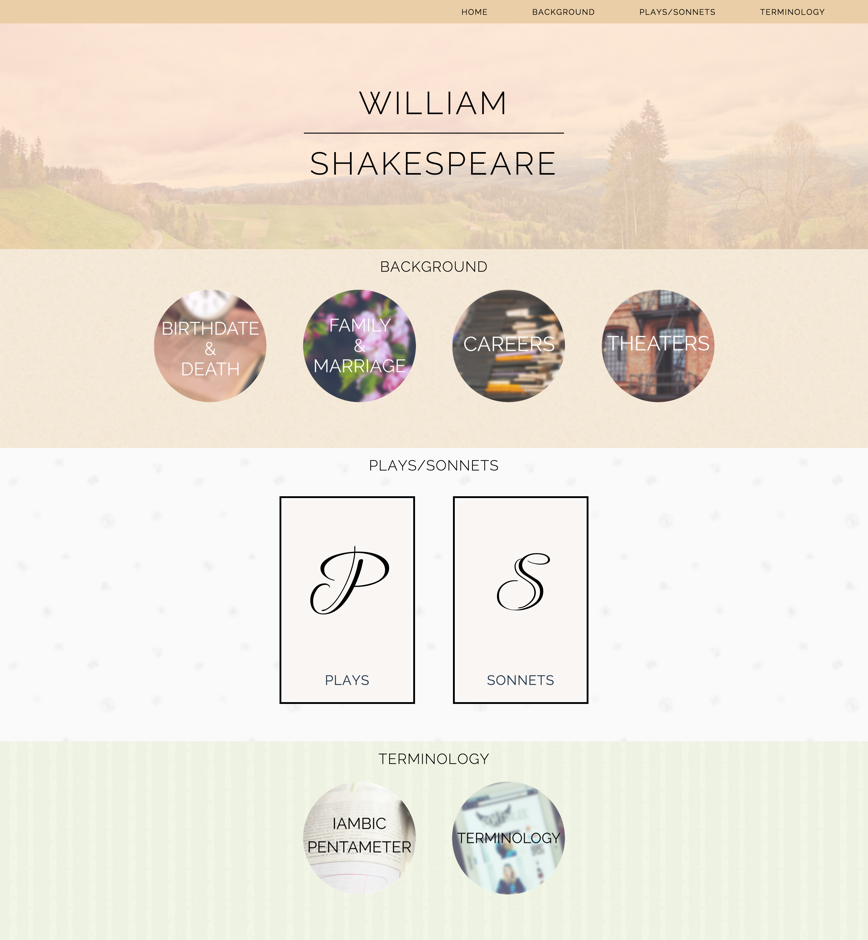 HOME BACKGROUND PLAYS/SONNETS TERMINOLOGY
WILLIAM
SHAKESPEARE
BACKGROUND
BIRTHDATE
&
DEATH
FAMILY
&
MARRIAGE
CAREERS
THEATERS
PLAYS/SONNETS
P
PLAYS
S
SONNETS
TERMINOLOGY
IAMBIC
PENTAMETER
TERMINOLOGY